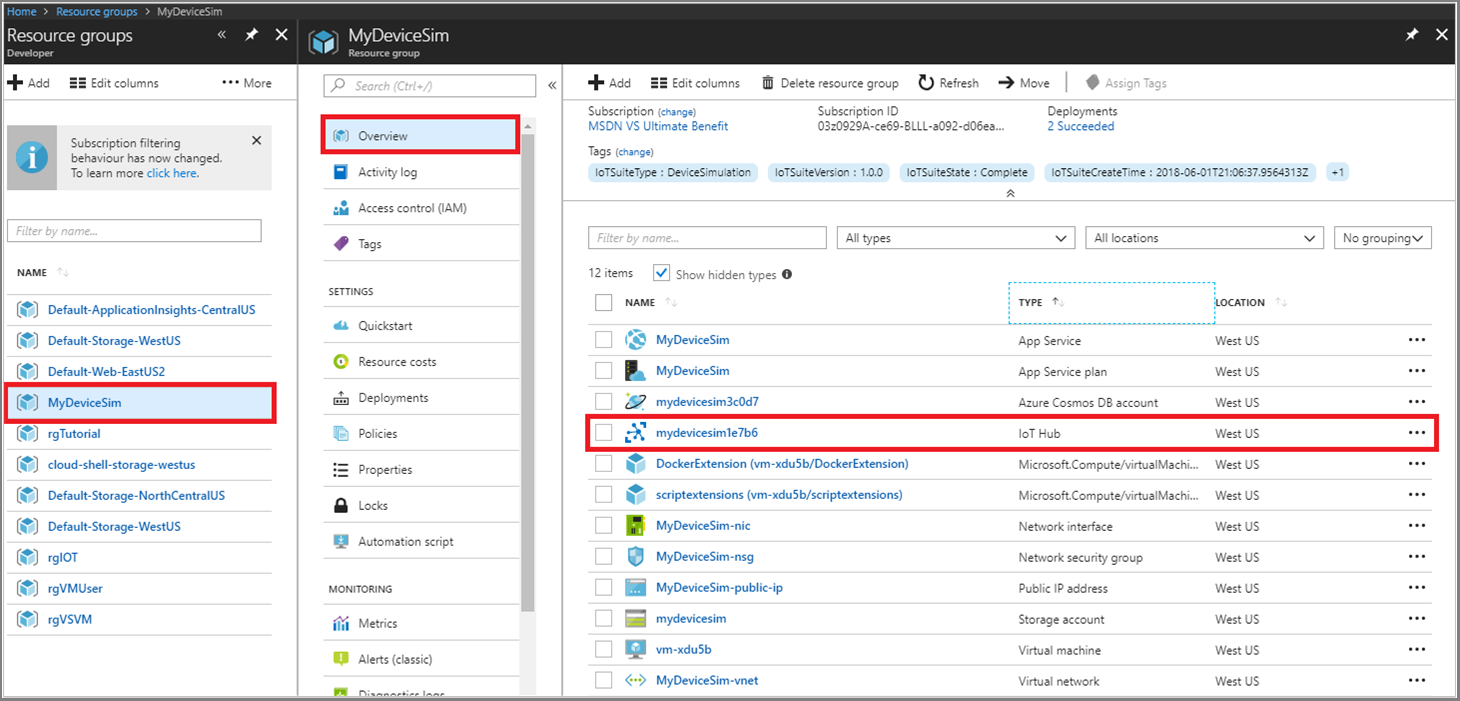 Home > Resource groups > MyDeviceSim
Resource groups
Developer
Add Edit columns ••• More
Subscription filtering
behaviour has now changed.
To learn more click here.
Filter by name...
NAME
Default-ApplicationInsights-CentralUS
Default-Storage-WestUS
Default-Web-EastUS2
MyDeviceSim
rgTutorial
cloud-shell-storage-westus
Default-Storage-NorthCentralUS
Default-Storage-WestUS
rgIOT
rgVMUser
rgVSVM
MyDeviceSim
Resource group
Search (Ctrl+/)
Overview
Activity log
Access control (IAM)
Tags
SETTINGS
Quickstart
Resource costs
Deployments
Policies
Properties
Locks
Automation script
MONITORING
Metrics
Alerts (classic)
Diagnostics logs
Add Edit columns Delete resource group Refresh Move Assign Tags
Subscription (change) Subscription ID Deployments
MSDN VS Ultimate Benefit 03z0929A-ce69-BLLL-a092-d06ea... 2 Succeeded
Tags (change)
IoTSuiteType : DeviceSimulation IoTSuiteVersion : 1.0.0 IoTSuiteState : Complete IoTSuiteCreateTime : 2018-06-01T21:06:37.9564313Z +1
Filter by name... All types All locations No grouping
12 items Show hidden types
NAME TYPE LOCATION
MyDeviceSim App Service West US
MyDeviceSim App Service plan West US
mydevicesim3c0d7 Azure Cosmos DB account West US
mydevicesim1e7b6 IoT Hub West US
DockerExtension (vm-xdu5b/DockerExtension) Microsoft.Compute/virtualMachi... West US
scriptextensions (vm-xdu5b/scriptextensions) Microsoft.Compute/virtualMachi... West US
MyDeviceSim-nic Network interface West US
MyDeviceSim-nsg Network security group West US
MyDeviceSim-public-ip Public IP address West US
mydevicesim Storage account West US
vm-xdu5b Virtual machine West US
MyDeviceSim-vnet Virtual network West US